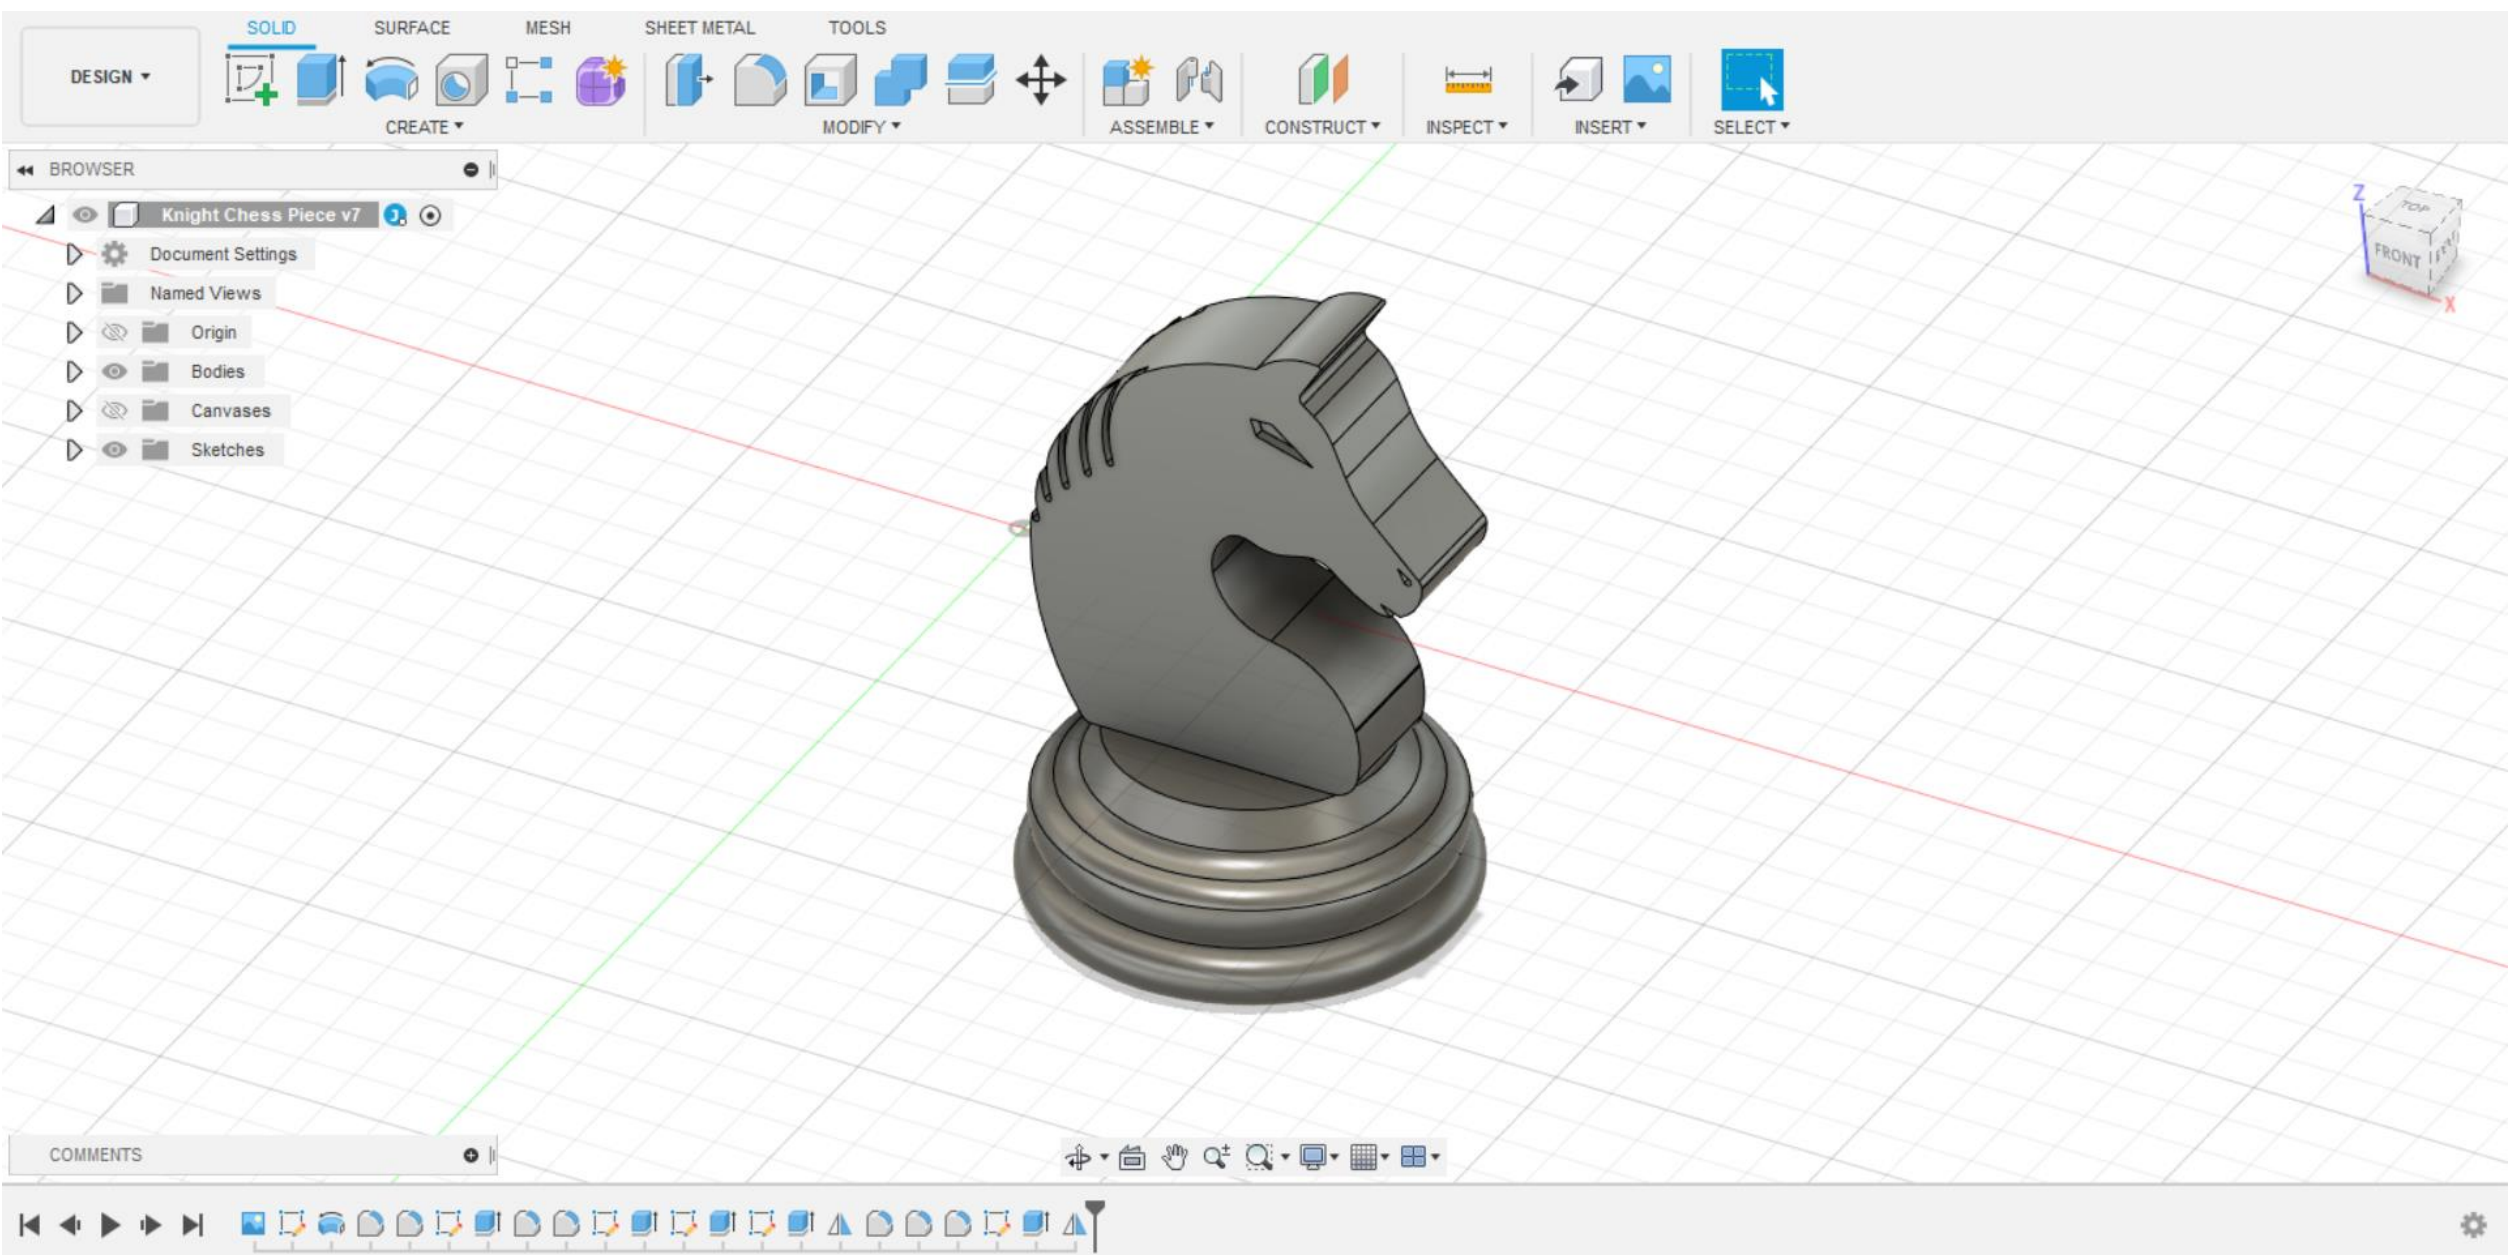 SOLID SURFACE MESH SHEET METAL TOOLS
DESIGN
CREATE MODIFY ASSEMBLE CONSTRUCT INSPECT INSERT SELECT
BROWSER
Knight Chess Piece v7
Document Settings
Named Views
Origin
Bodies
Canvases
Sketches
Z
TOP
FRONT
X
COMMENTS